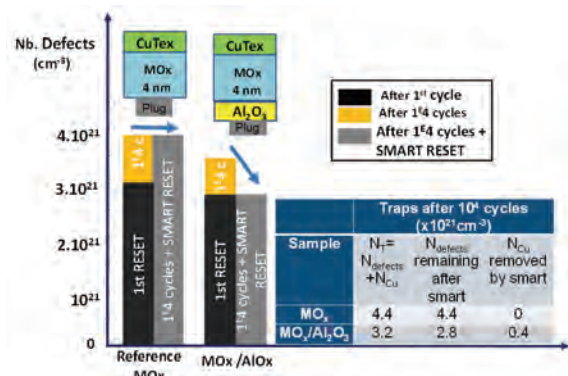 Nb. Defects
(cm⁻³)
CuTex
MOx
4 nm
Plug
CuTex
MOx
4 nm
Al₂O₃
Plug
After 1ˢᵗ cycle
After 1ᴱ4 cycles
After 1ᴱ4 cycles +
SMART RESET
4.10²¹
3.10²¹
2.10²¹
10²¹
0
1ᴱ4 c
1st RESET
1ᴱ4 cycles + SMART RESET
1ᴱ4 c
1st RESET
1ᴱ4 cycles + SMART
RESET
Reference
MOx
MOx /AlOx
Traps after 10⁴ cycles
(x10²¹cm⁻³)
Sample
N_T=
N_defects
+N_Cu
N_defects
remaining
after
smart
N_Cu
removed
by smart
MOₓ 4.4 4.4 0
MOₓ/Al₂O₃ 3.2 2.8 0.4